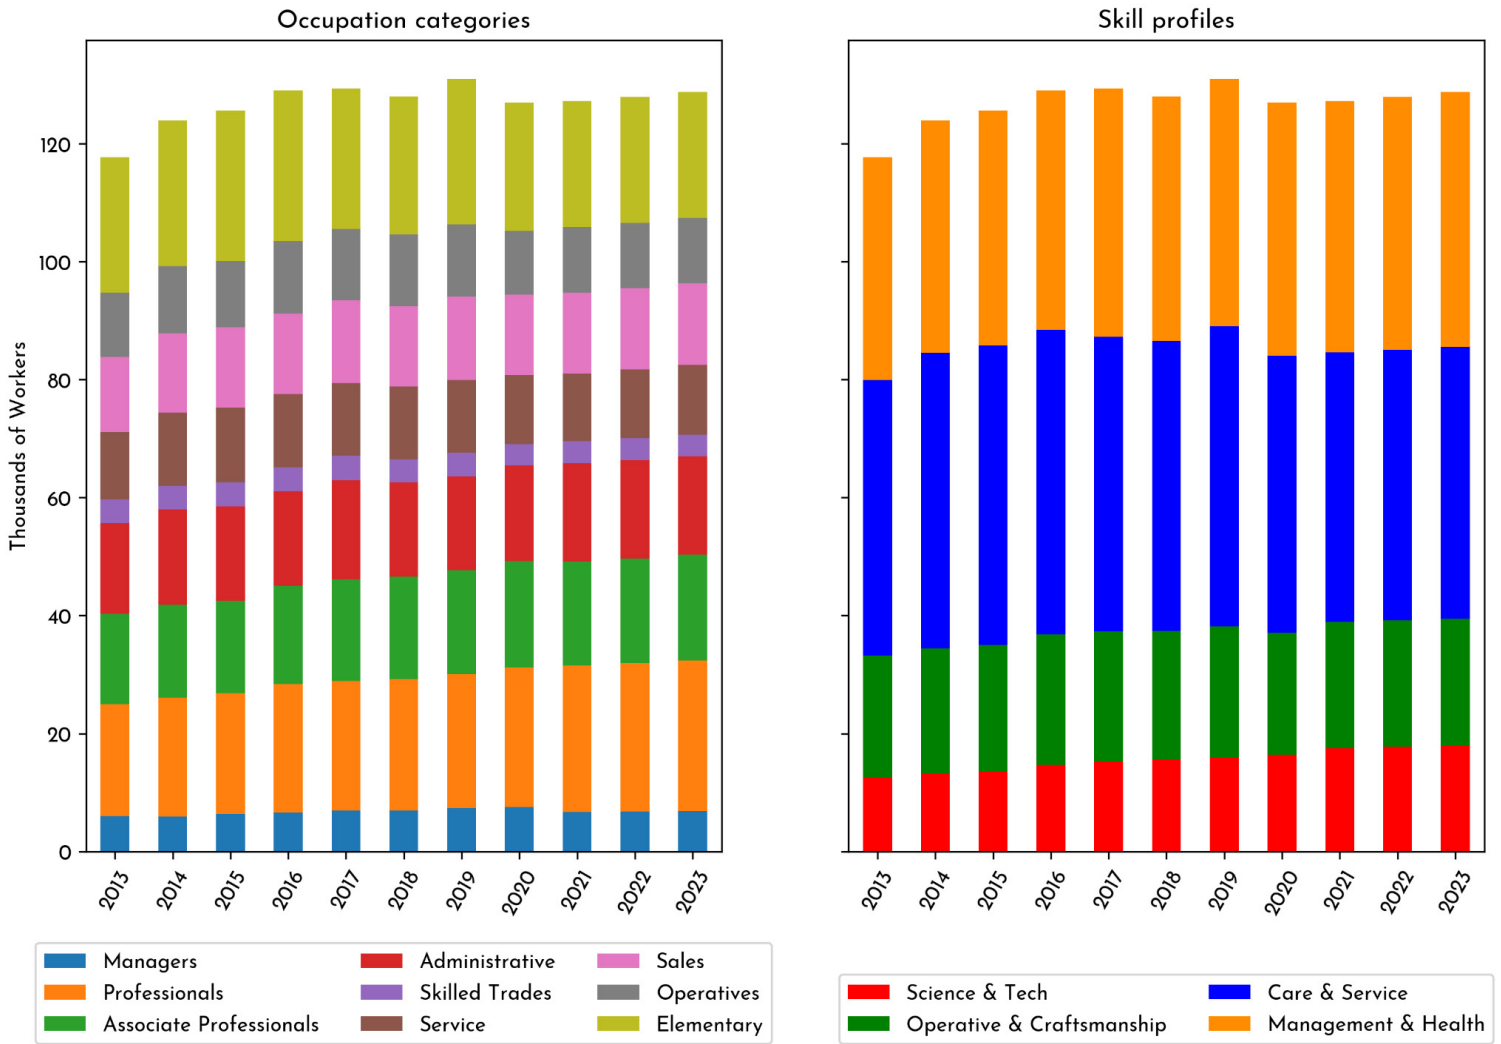 Occupation categories
Skill profiles
Thousands of Workers
120
100
80
60
40
20
0
2013 2014 2015 2016 2017 2018 2019 2020 2021 2022 2023
2013 2014 2015 2016 2017 2018 2019 2020 2021 2022 2023
Managers Administrative Sales
Professionals Skilled Trades Operatives
Associate Professionals Service Elementary
Science & Tech Care & Service
Operative & Craftsmanship Management & Health